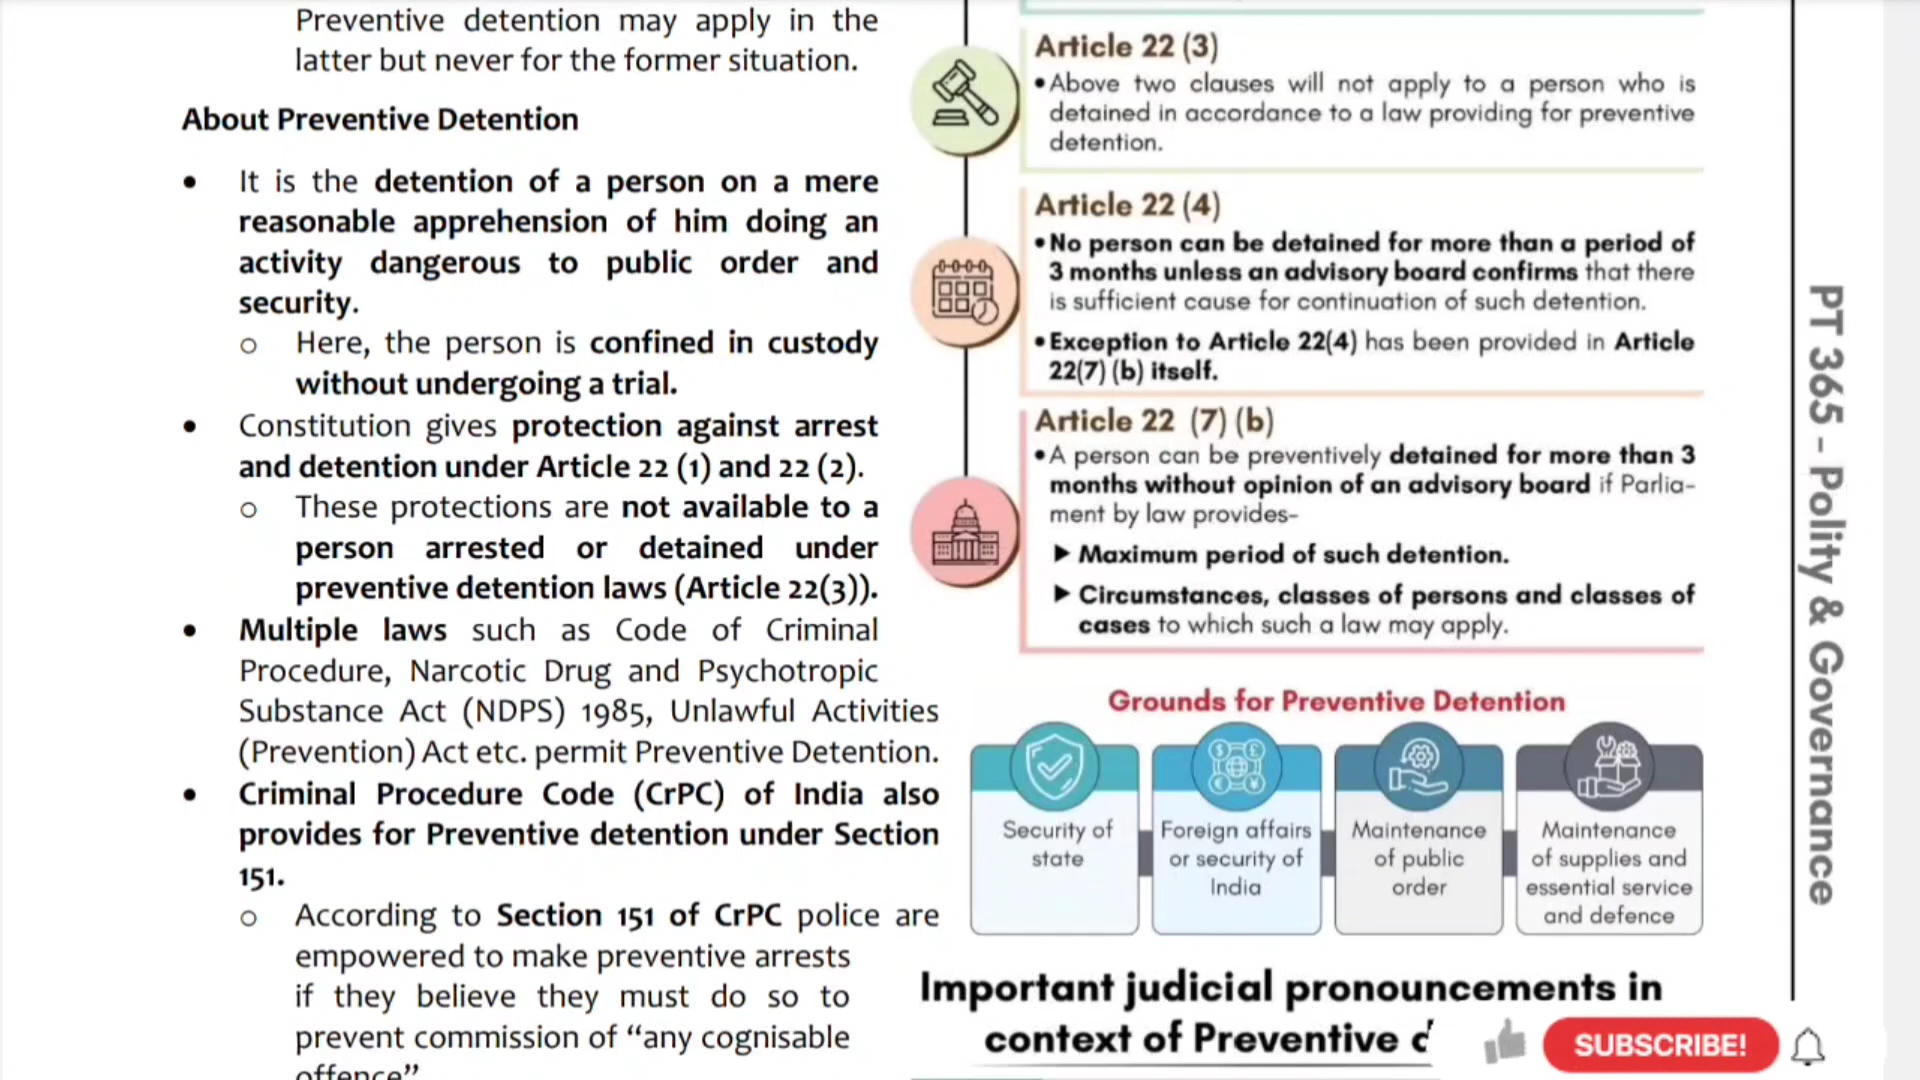 Preventive detention may apply in the
latter but never for the former situation.
About Preventive Detention
• It is the detention of a person on a mere
reasonable apprehension of him doing an
activity dangerous to public order and
security.
o Here, the person is confined in custody
without undergoing a trial.
• Constitution gives protection against arrest
and detention under Article 22 (1) and 22 (2).
o These protections are not available to a
person arrested or detained under
preventive detention laws (Article 22(3)).
• Multiple laws such as Code of Criminal
Procedure, Narcotic Drug and Psychotropic
Substance Act (NDPS) 1985, Unlawful Activities
(Prevention) Act etc. permit Preventive Detention.
• Criminal Procedure Code (CrPC) of India also
provides for Preventive detention under Section
151.
o According to Section 151 of CrPC police are
empowered to make preventive arrests
if they believe they must do so to
prevent commission of “any cognisable
offence”
Article 22 (3)
• Above two clauses will not apply to a person who is
detained in accordance to a law providing for preventive
detention.
Article 22 (4)
• No person can be detained for more than a period of
3 months unless an advisory board confirms that there
is sufficient cause for continuation of such detention.
• Exception to Article 22(4) has been provided in Article
22(7) (b) itself.
Article 22 (7) (b)
• A person can be preventively detained for more than 3
months without opinion of an advisory board if Parlia-
ment by law provides-
▶ Maximum period of such detention.
▶ Circumstances, classes of persons and classes of
cases to which such a law may apply.
Grounds for Preventive Detention
Security of
state
Foreign affairs
or security of
India
Maintenance
of public
order
Maintenance
of supplies and
essential service
and defence
Important judicial pronouncements in
context of Preventive
SUBSCRIBE!
PT 365 - Polity & Governance